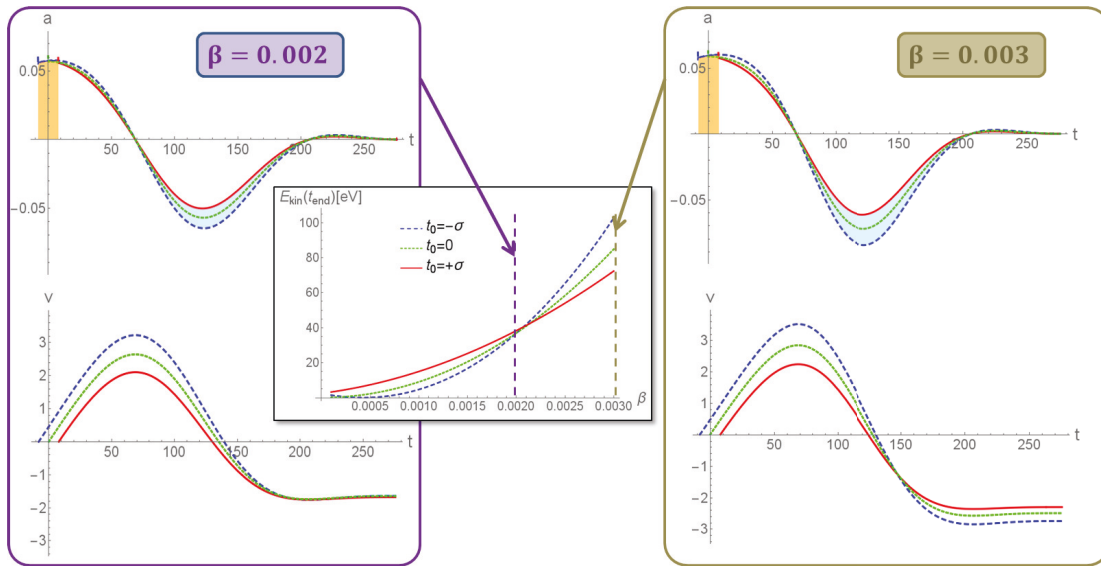 a
β = 0.002
0.05
50 100 150 200 250 t
-0.05
v
3
2
1
50 100 150 200 250 t
-1
-2
-3
E_kin(t_end)[eV]
100
80
60
40
20
t₀=-σ
t₀=0
t₀=+σ
0.0005 0.0010 0.0015 0.0020 0.0025 0.0030 β
a
β = 0.003
0.05
50 100 150 200 250 t
-0.05
v
3
2
1
50 100 150 200 250 t
-1
-2
-3